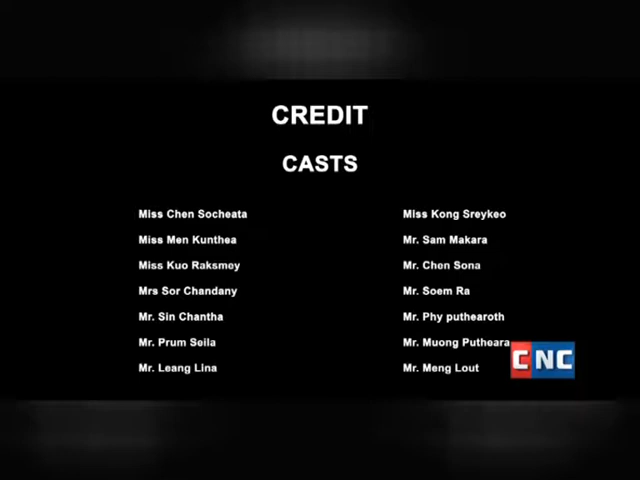 CREDIT
CASTS
Miss Chen Socheata
Miss Men Kunthea
Miss Kuo Raksmey
Mrs Sor Chandany
Mr. Sin Chantha
Mr. Prum Seila
Mr. Leang Lina
Miss Kong Sreykeo
Mr. Sam Makara
Mr. Chen Sona
Mr. Soem Ra
Mr. Phy puthearoth
Mr. Muong Putheara
Mr. Meng Lout
CNC